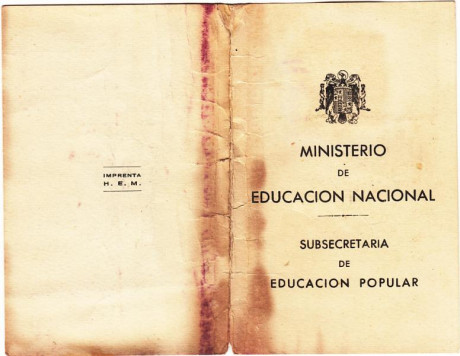 IMPRENTA
H. E. M.
MINISTERIO
DE
EDUCACION NACIONAL
SUBSECRETARIA
DE
EDUCACION POPULAR